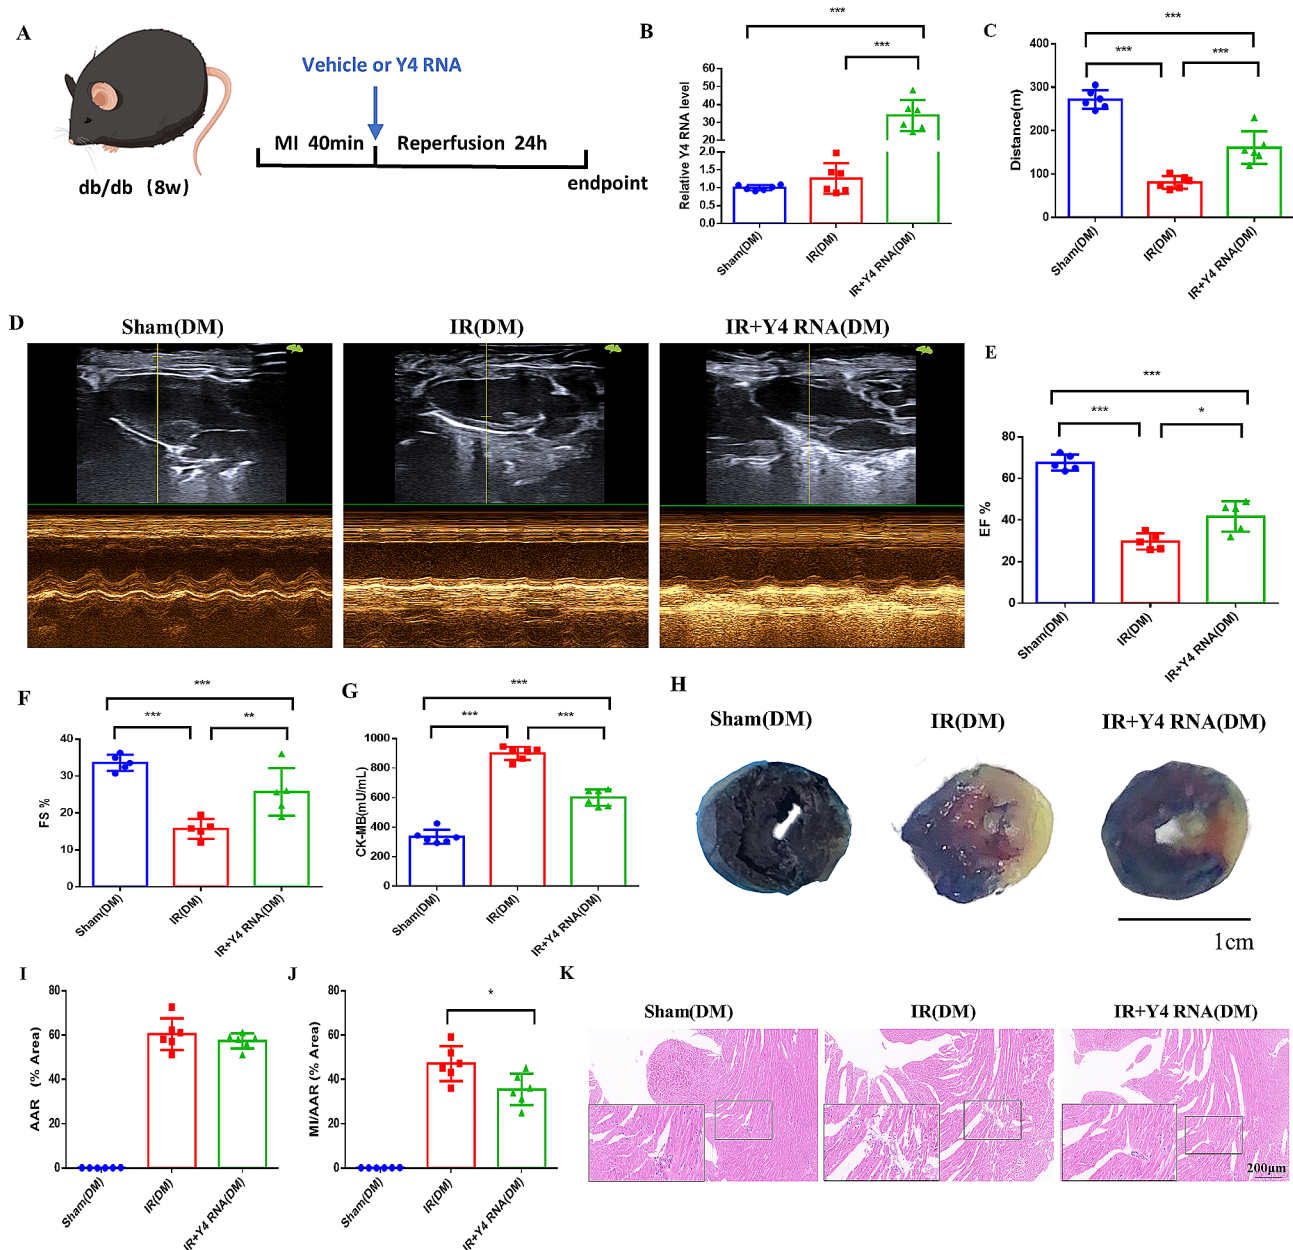 A
Vehicle or Y4 RNA
MI 40min
Reperfusion 24h
endpoint
db/db (8w)
B
***
***
Relative Y4 RNA level
60
50
40
30
20
2.0
1.5
1.0
0.5
0.0
Sham(DM)
IR(DM)
IR+Y4 RNA(DM)
C
***
***
***
Distance(m)
400
300
200
100
0
Sham(DM)
IR(DM)
IR+Y4 RNA(DM)
D
Sham(DM)
IR(DM)
IR+Y4 RNA(DM)
E
***
***
*
EF %
80
60
40
20
0
Sham(DM)
IR(DM)
IR+Y4 RNA(DM)
F
***
***
**
FS %
40
30
20
10
0
Sham(DM)
IR(DM)
IR+Y4 RNA(DM)
G
***
***
***
CK-MB(mU/mL)
1000
800
600
400
200
0
Sham(DM)
IR(DM)
IR+Y4 RNA(DM)
H
Sham(DM)
IR(DM)
IR+Y4 RNA(DM)
1cm
I
AAR (% Area)
80
60
40
20
0
Sham(DM)
IR(DM)
IR+Y4 RNA(DM)
J
*
MI/AAR (% Area)
80
60
40
20
0
Sham(DM)
IR(DM)
IR+Y4 RNA(DM)
K
Sham(DM)
IR(DM)
IR+Y4 RNA(DM)
200μm